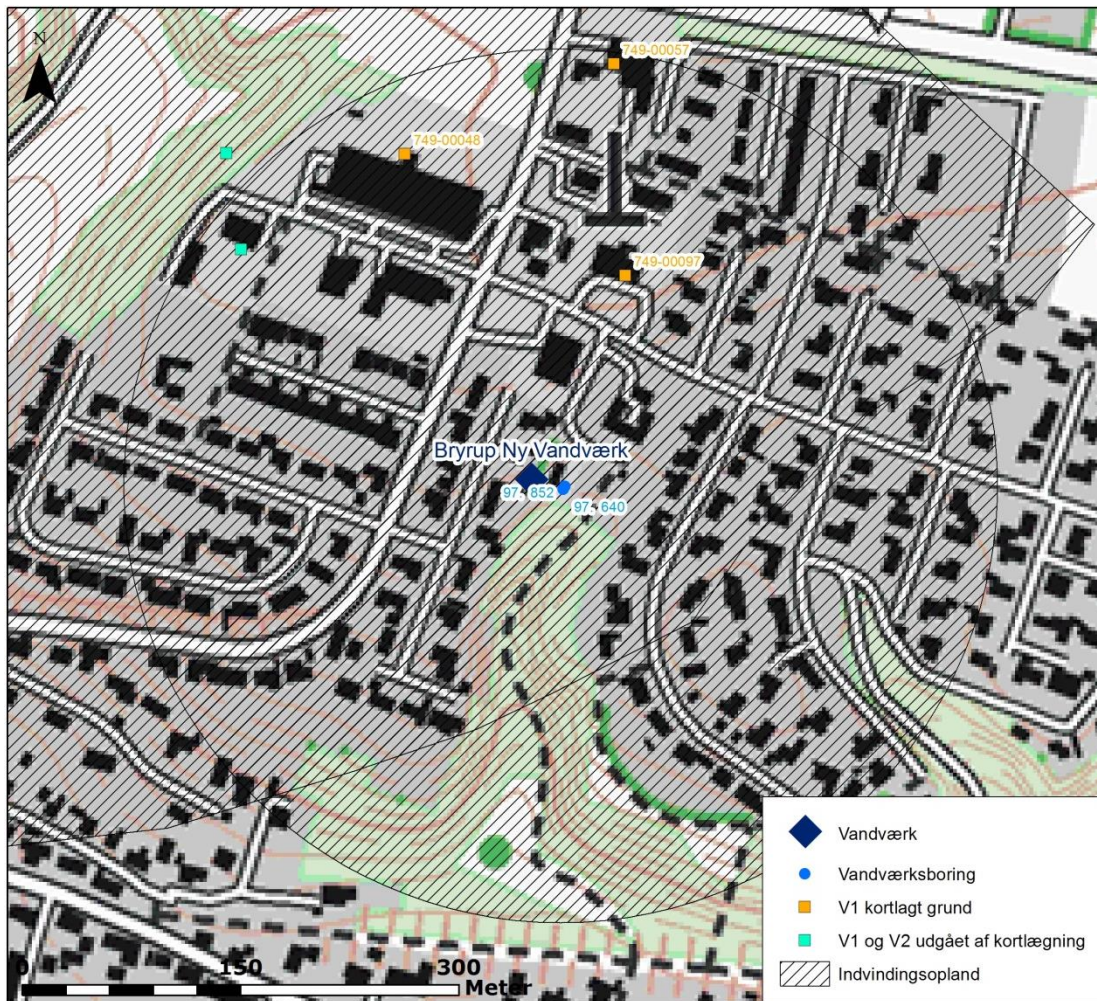 N
749-00057
749-00048
749-00097
Bryrup Ny Vandværk
97. 852
97. 640
Vandværk
Vandværksboring
V1 kortlagt grund
V1 og V2 udgået af kortlægning
Indvindingsopland
0 150 300
Meter